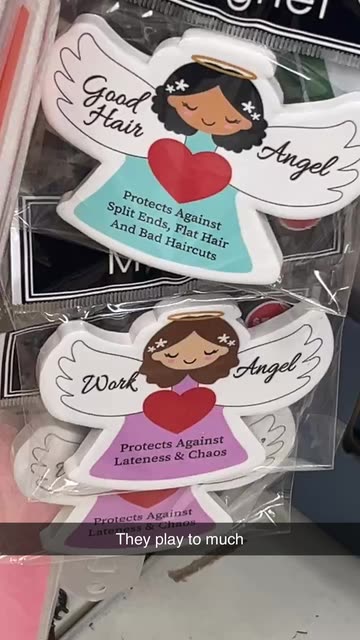 Good
Hair
Angel
Protects Against
Split Ends, Flat Hair
And Bad Haircuts
Work
Angel
Protects Against
Lateness & Chaos
Protects Against
Lateness & Chaos
They play to much